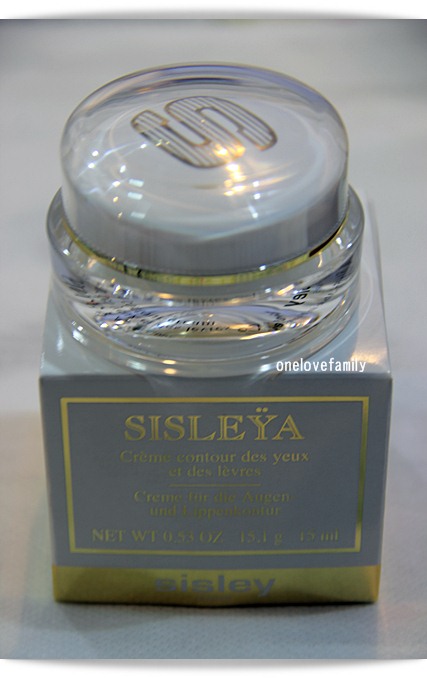 S
onelovefamily
SISLEŸA
Crème contour des yeux
et des lèvres
Creme für die Augen-
und Lippenkontur
NET WT 0.53 OZ 15,1 g 15 ml
sisley